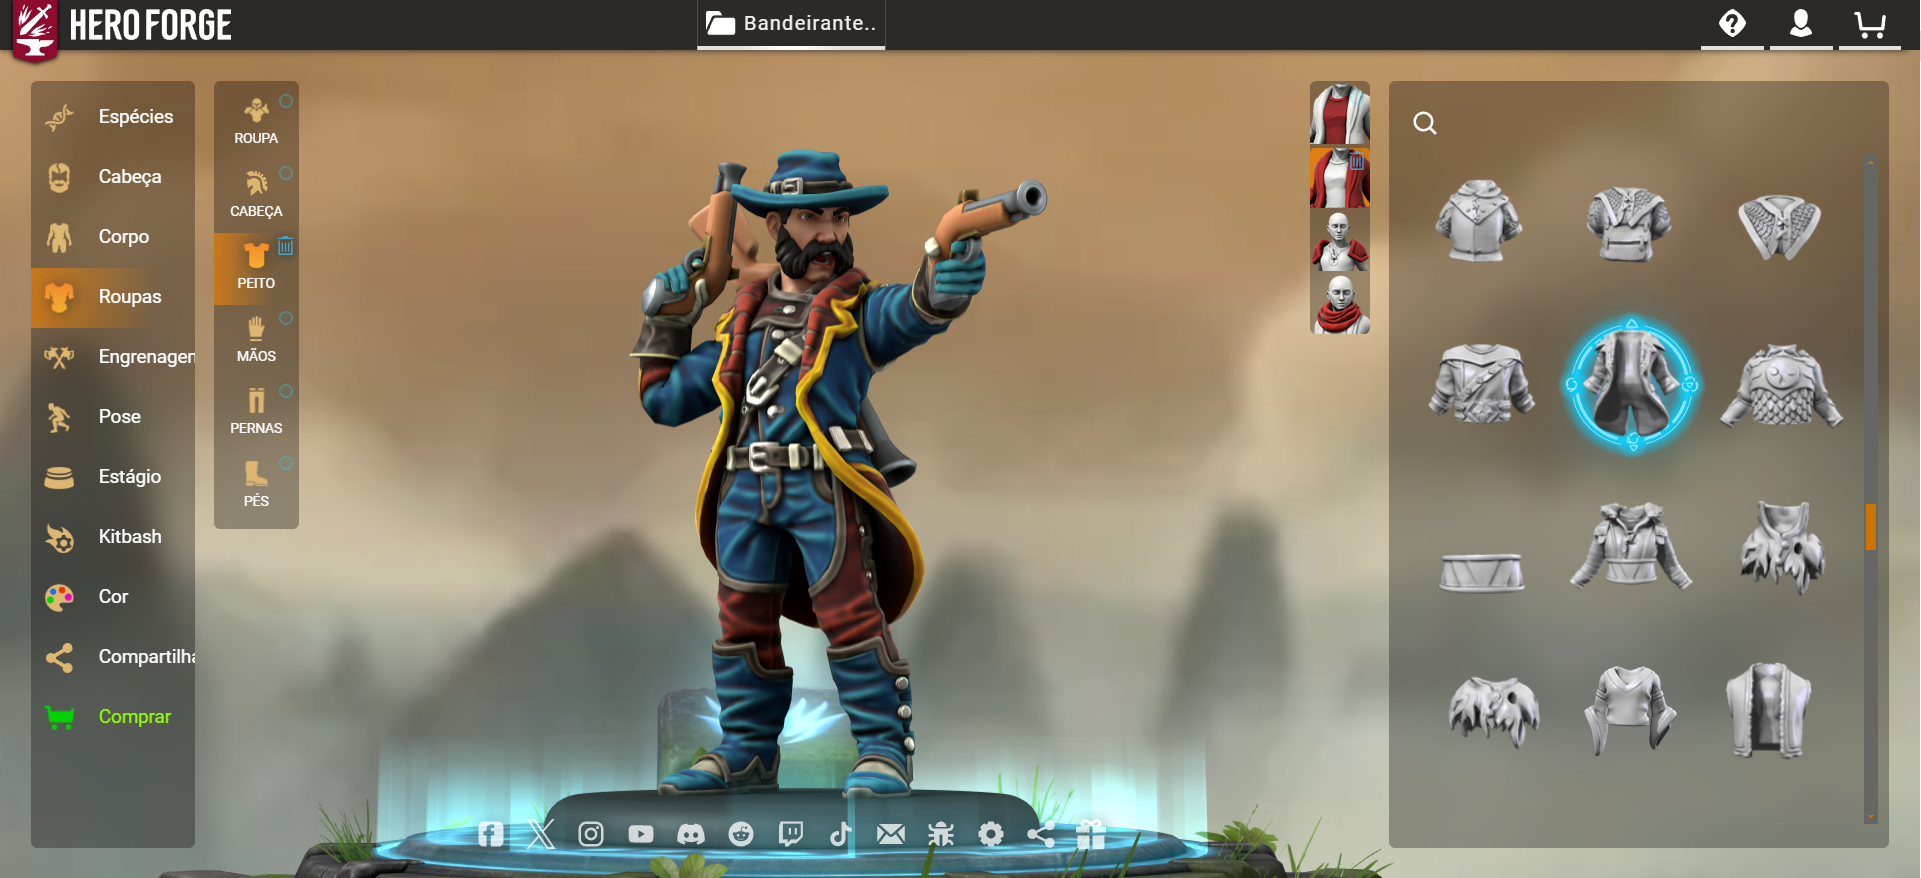 HERO FORGE
Bandeirante..
Espécies
Cabeça
Corpo
Roupas
Engrenagen
Pose
Estágio
Kitbash
Cor
Compartilha
Comprar
ROUPA
CABEÇA
PEITO
MÃOS
PERNAS
PÉS